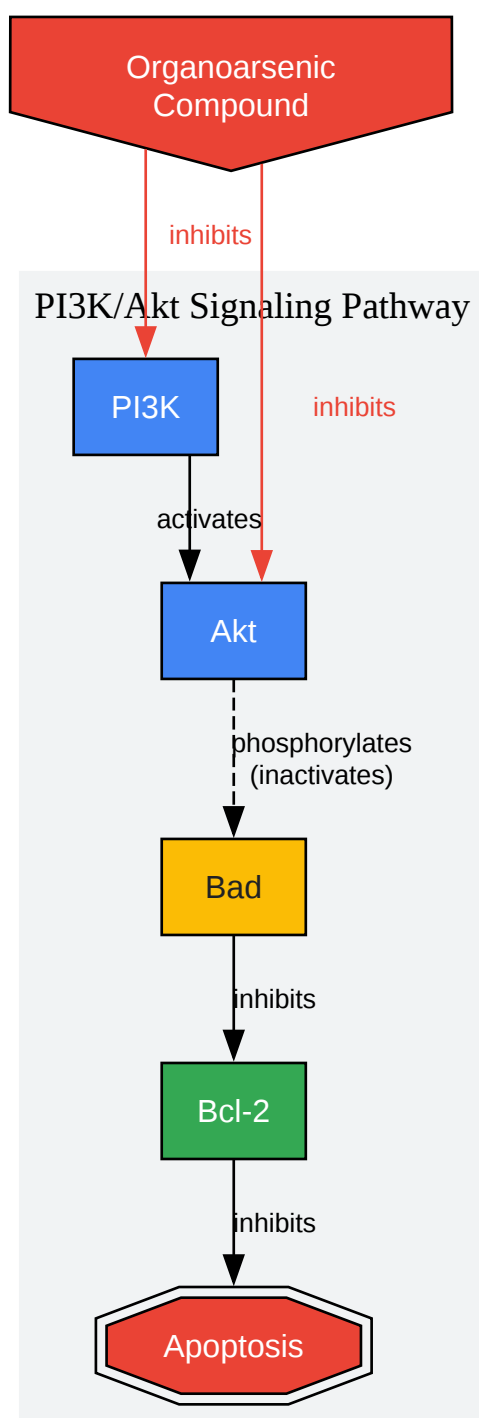 Organoarsenic
Compound
inhibits
PI3K/Akt Signaling Pathway
PI3K
inhibits
activates
Akt
phosphorylates
(inactivates)
Bad
inhibits
Bcl-2
inhibits
Apoptosis